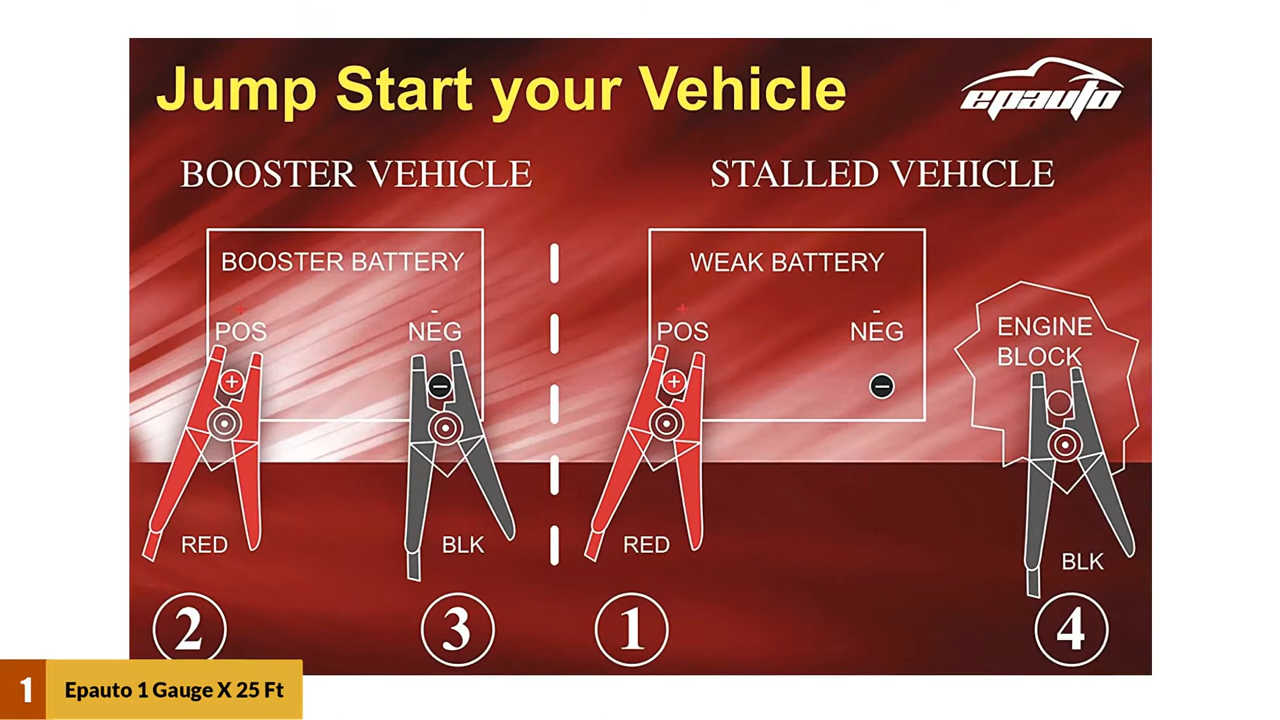 Jump Start your Vehicle
epauto
BOOSTER VEHICLE
STALLED VEHICLE
BOOSTER BATTERY
+
POS
-
NEG
WEAK BATTERY
+
POS
-
NEG
ENGINE
BLOCK
RED
BLK
RED
BLK
2
3
1
4
1 Epauto 1 Gauge X 25 Ft